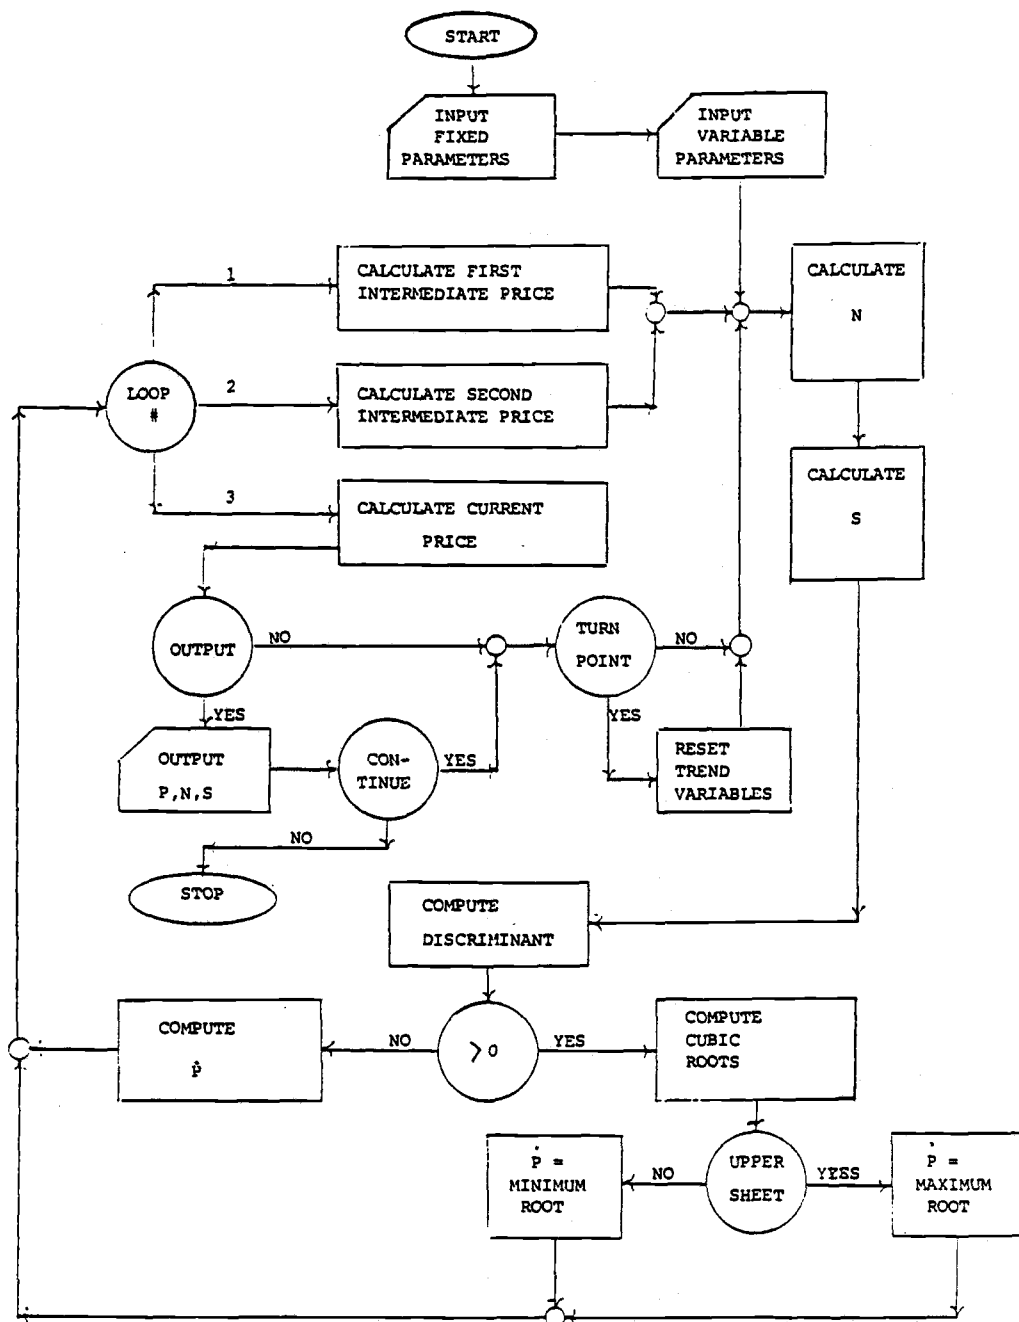 START
INPUT
FIXED
PARAMETERS
INPUT
VARIABLE
PARAMETERS
1
CALCULATE FIRST
INTERMEDIATE PRICE
CALCULATE
N
LOOP
#
2
CALCULATE SECOND
INTERMEDIATE PRICE
CALCULATE
S
3
CALCULATE CURRENT
PRICE
OUTPUT
NO
TURN
POINT
NO
YES
YES
OUTPUT
P,N,S
CON-
TINUE
YES
RESET
TREND
VARIABLES
NO
STOP
COMPUTE
DISCRIMINANT
COMPUTE
Ṗ
NO
>0
YES
COMPUTE
CUBIC
ROOTS
Ṗ =
MINIMUM
ROOT
NO
UPPER
SHEET
YESS
Ṗ =
MAXIMUM
ROOT